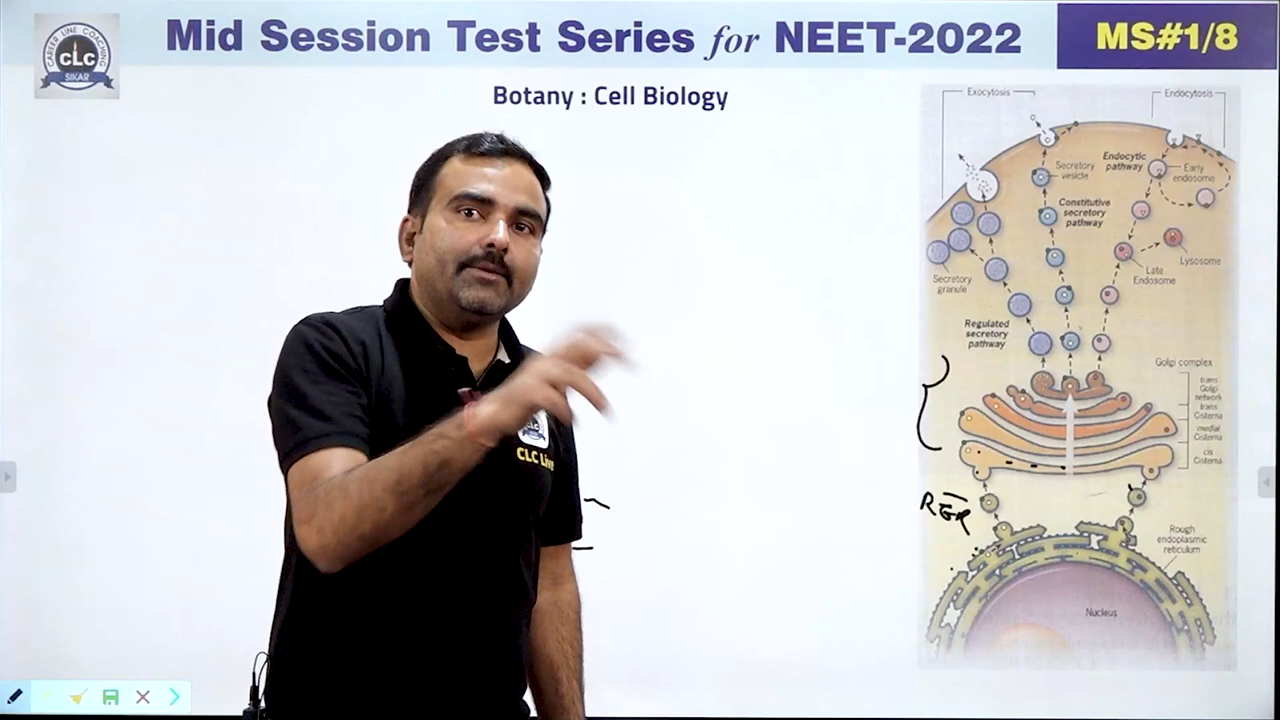 CAREER LINE COACHING
CLC
SIKAR
Mid Session Test Series for NEET-2022
MS#1/8
Botany : Cell Biology
Exocytosis
Endocytosis
Secretory
vesicle
Endocytic
pathway
Early
endosome
Constitutive
secretory
pathway
Lysosome
Late
Endosome
Secretory
granule
Regulated
secretory
pathway
Golgi complex
trans
Golgi
network
trans
Cisterna
medial
Cisterna
cis
Cisterna
RER
Rough
endoplasmic
reticulum
Nucleus
CLC Live